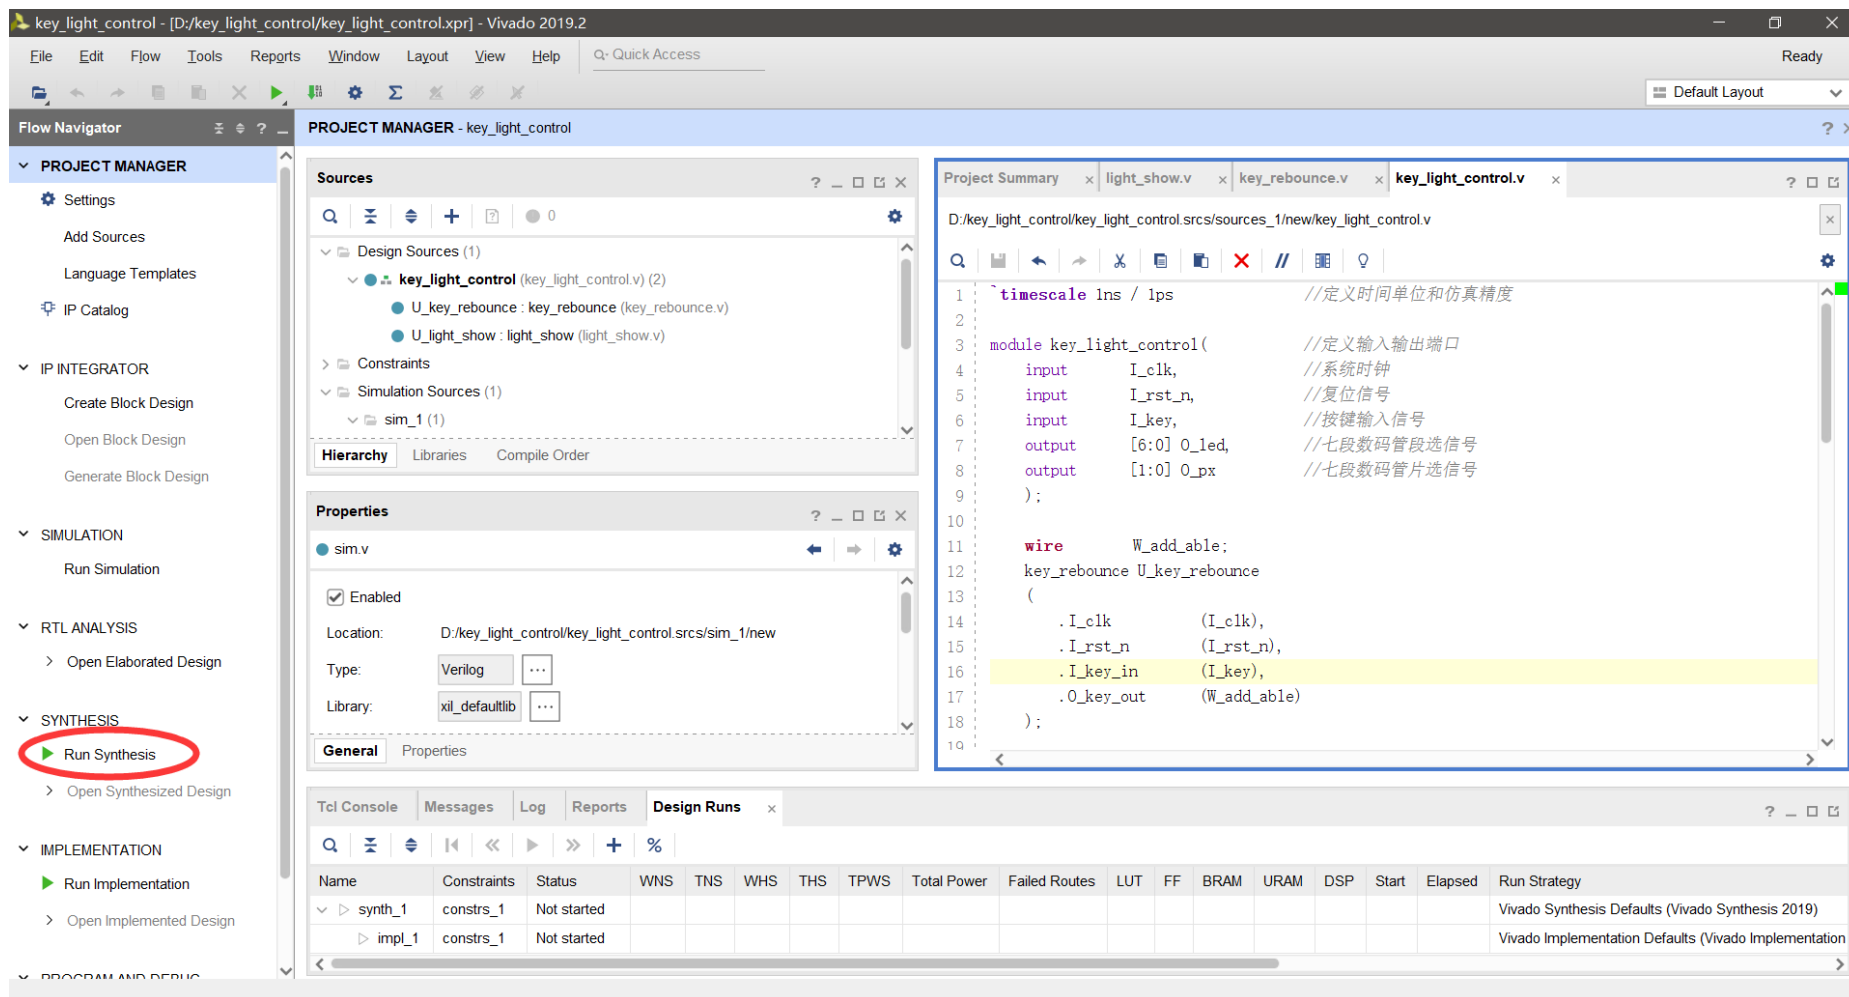 key_light_control - [D:/key_light_control/key_light_control.xpr] - Vivado 2019.2
File Edit Flow Tools Reports Window Layout View Help Quick Access Ready
Default Layout
Flow Navigator
PROJECT MANAGER
Settings
Add Sources
Language Templates
IP Catalog
IP INTEGRATOR
Create Block Design
Open Block Design
Generate Block Design
SIMULATION
Run Simulation
RTL ANALYSIS
Open Elaborated Design
SYNTHESIS
Run Synthesis
Open Synthesized Design
IMPLEMENTATION
Run Implementation
Open Implemented Design
PROGRAM AND DEBUG
PROJECT MANAGER - key_light_control
Sources
0
Design Sources (1)
key_light_control (key_light_control.v) (2)
U_key_rebounce : key_rebounce (key_rebounce.v)
U_light_show : light_show (light_show.v)
Constraints
Simulation Sources (1)
sim_1 (1)
Hierarchy Libraries Compile Order
Properties
sim.v
Enabled
Location: D:/key_light_control/key_light_control.srcs/sim_1/new
Type: Verilog ...
Library: xil_defaultlib ...
General Properties
Project Summary light_show.v key_rebounce.v key_light_control.v
D:/key_light_control/key_light_control.srcs/sources_1/new/key_light_control.v
1 `timescale 1ns / 1ps //定义时间单位和仿真精度
2
3 module key_light_control( //定义输入输出端口
4 input I_clk, //系统时钟
5 input I_rst_n, //复位信号
6 input I_key, //按键输入信号
7 output [6:0] O_led, //七段数码管段选信号
8 output [1:0] O_px //七段数码管片选信号
9 );
10
11 wire W_add_able;
12 key_rebounce U_key_rebounce
13 (
14 .I_clk (I_clk),
15 .I_rst_n (I_rst_n),
16 .I_key_in (I_key),
17 .O_key_out (W_add_able)
18 );
19
Tcl Console Messages Log Reports Design Runs
Name Constraints Status WNS TNS WHS THS TPWS Total Power Failed Routes LUT FF BRAM URAM DSP Start Elapsed Run Strategy
synth_1 constrs_1 Not started Vivado Synthesis Defaults (Vivado Synthesis 2019)
impl_1 constrs_1 Not started Vivado Implementation Defaults (Vivado Implementation